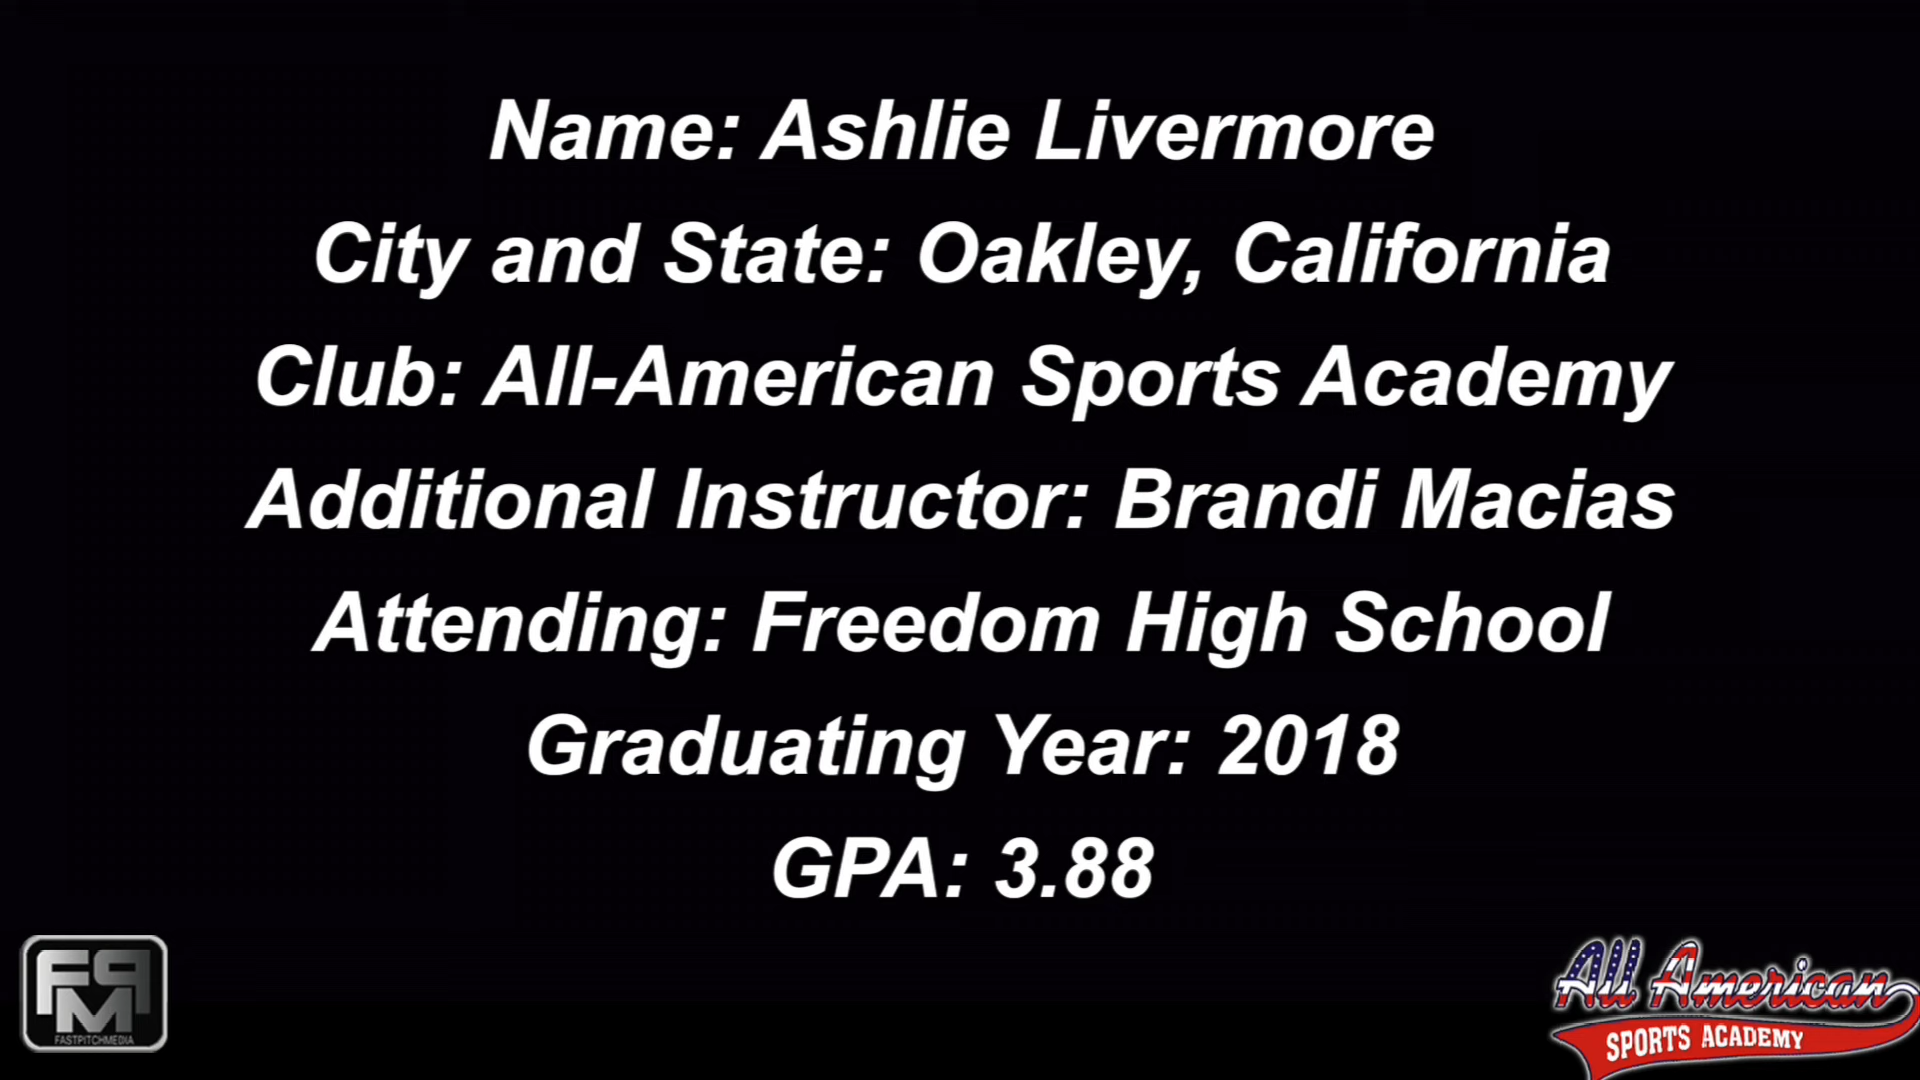 Name: Ashlie Livermore
City and State: Oakley, California
Club: All-American Sports Academy
Additional Instructor: Brandi Macias
Attending: Freedom High School
Graduating Year: 2018
GPA: 3.88
FP
M
FASTPITCHMEDIA
All American
SPORTS ACADEMY